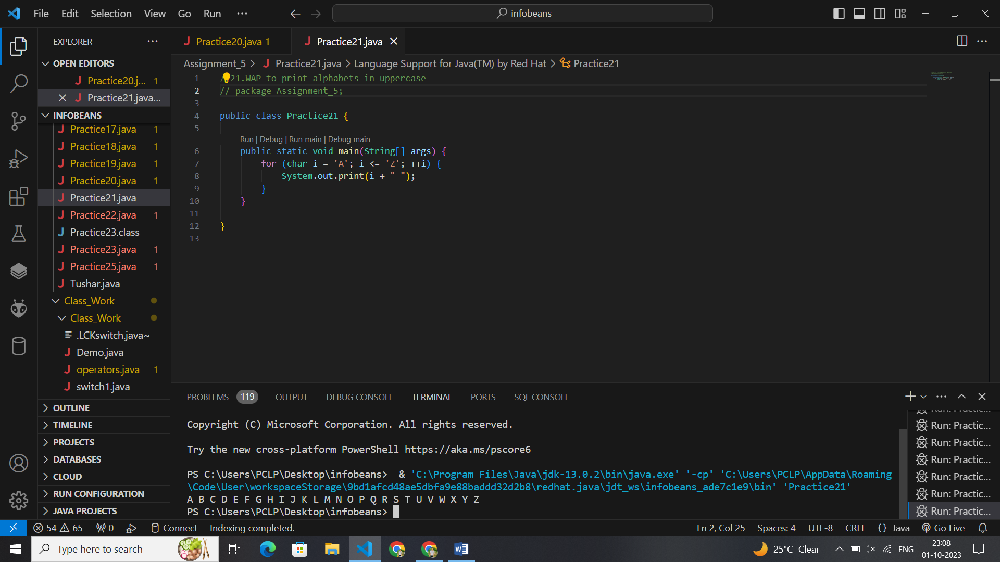 File Edit Selection View Go Run ··· infobeans
EXPLORER ···
OPEN EDITORS
Practice20.j... 1
Practice21.java...
INFOBEANS
Practice17.java 1
Practice18.java 1
Practice19.java 1
Practice20.java 1
Practice21.java
Practice22.java 1
Practice23.class
Practice23.java 1
Practice25.java 1
Tushar.java
Class_Work
Class_Work
.LCKswitch.java~
Demo.java
operators.java 1
switch1.java
OUTLINE
TIMELINE
PROJECTS
DATABASES
CLOUD
RUN CONFIGURATION
JAVA PROJECTS
Practice20.java 1 Practice21.java
Assignment_5 > Practice21.java > Language Support for Java(TM) by Red Hat > Practice21
1 /21.WAP to print alphabets in uppercase
2 // package Assignment_5;
3
4 public class Practice21 {
5
Run | Debug | Run main | Debug main
6 public static void main(String[] args) {
7 for (char i = 'A'; i <= 'Z'; ++i) {
8 System.out.print(i + " ");
9 }
10 }
11
12 }
13
PROBLEMS 119 OUTPUT DEBUG CONSOLE TERMINAL PORTS SQL CONSOLE
Copyright (C) Microsoft Corporation. All rights reserved.
Try the new cross-platform PowerShell https://aka.ms/pscore6
PS C:\Users\PCLP\Desktop\infobeans> & 'C:\Program Files\Java\jdk-13.0.2\bin\java.exe' '-cp' 'C:\Users\PCLP\AppData\Roaming
\Code\User\workspaceStorage\9bd1afcd48ae5dbfa9e88baddd32d2b8\redhat.java\jdt_ws\infobeans_ade7c1e9\bin' 'Practice21'
A B C D E F G H I J K L M N O P Q R S T U V W X Y Z
PS C:\Users\PCLP\Desktop\infobeans>
Run: Practic...
Run: Practic...
Run: Practic...
Run: Practic...
Run: Practic...
Run: Practic...
54 65 0 Connect Indexing completed. Ln 2, Col 25 Spaces: 4 UTF-8 CRLF {} Java Go Live
Type here to search 25°C Clear ENG 23:08
01-10-2023